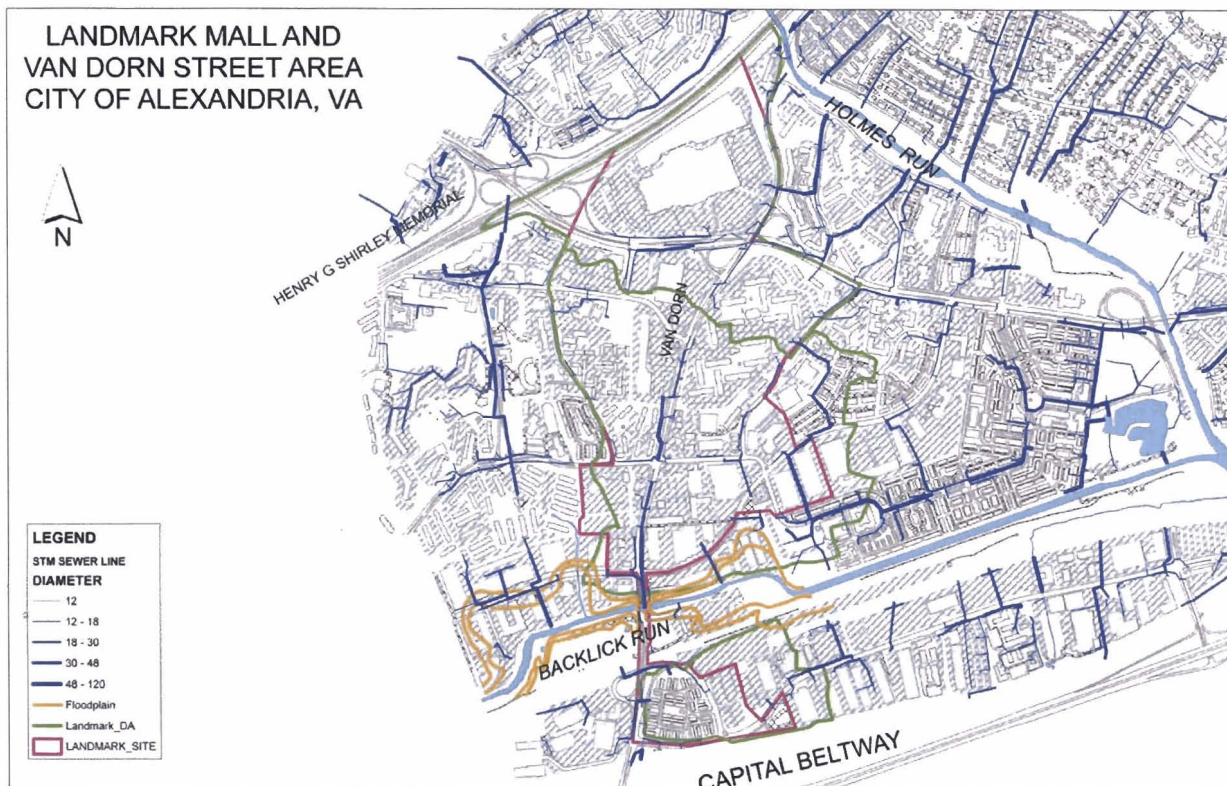 LANDMARK MALL AND
VAN DORN STREET AREA
CITY OF ALEXANDRIA, VA
N
HENRY G SHIRLEY MEMORIAL
HOLMES RUN
VAN DORN
BACKLICK RUN
CAPITAL BELTWAY
LEGEND
STM SEWER LINE
DIAMETER
12
12 - 18
18 - 30
30 - 48
48 - 120
Floodplain
Landmark_DA
LANDMARK_SITE